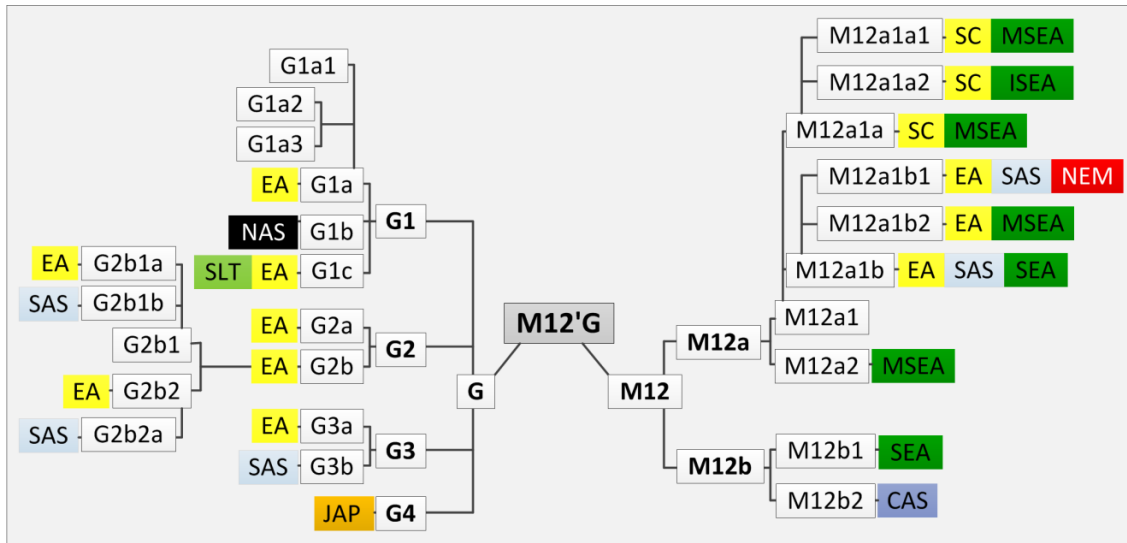 G1a1
G1a2
G1a3
EA G1a
NAS G1b
SLT EA G1c
G1
EA G2b1a
SAS G2b1b
G2b1
EA G2b2
SAS G2b2a
EA G2a
EA G2b
G2
EA G3a
SAS G3b
G3
JAP G4
G
M12'G
M12
M12a
M12b
M12a1a1 SC MSEA
M12a1a2 SC ISEA
M12a1a SC MSEA
M12a1b1 EA SAS NEM
M12a1b2 EA MSEA
M12a1b EA SAS SEA
M12a1
M12a2 MSEA
M12b1 SEA
M12b2 CAS